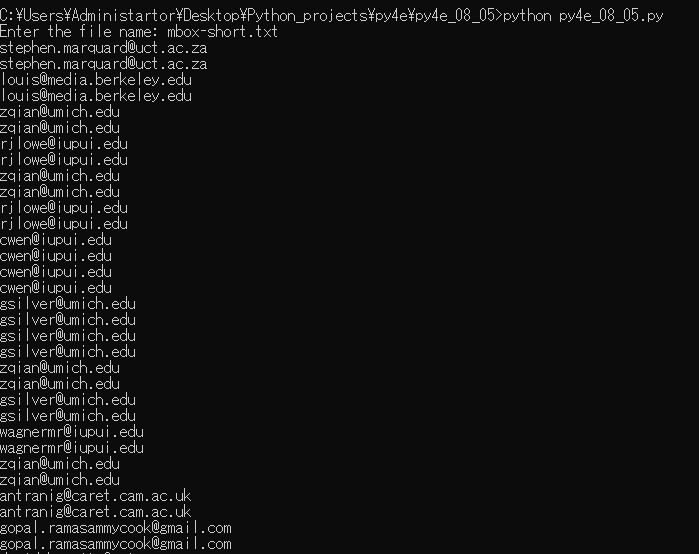 C:¥Users¥Administartor¥Desktop¥Python_projects¥py4e¥py4e_08_05>python py4e_08_05.py
Enter the file name: mbox-short.txt
stephen.marquard@uct.ac.za
stephen.marquard@uct.ac.za
louis@media.berkeley.edu
louis@media.berkeley.edu
zqian@umich.edu
zqian@umich.edu
rjlowe@iupui.edu
rjlowe@iupui.edu
zqian@umich.edu
zqian@umich.edu
rjlowe@iupui.edu
rjlowe@iupui.edu
cwen@iupui.edu
cwen@iupui.edu
cwen@iupui.edu
cwen@iupui.edu
gsilver@umich.edu
gsilver@umich.edu
gsilver@umich.edu
gsilver@umich.edu
zqian@umich.edu
zqian@umich.edu
gsilver@umich.edu
gsilver@umich.edu
wagnermr@iupui.edu
wagnermr@iupui.edu
zqian@umich.edu
zqian@umich.edu
antranig@caret.cam.ac.uk
antranig@caret.cam.ac.uk
gopal.ramasammycook@gmail.com
gopal.ramasammycook@gmail.com